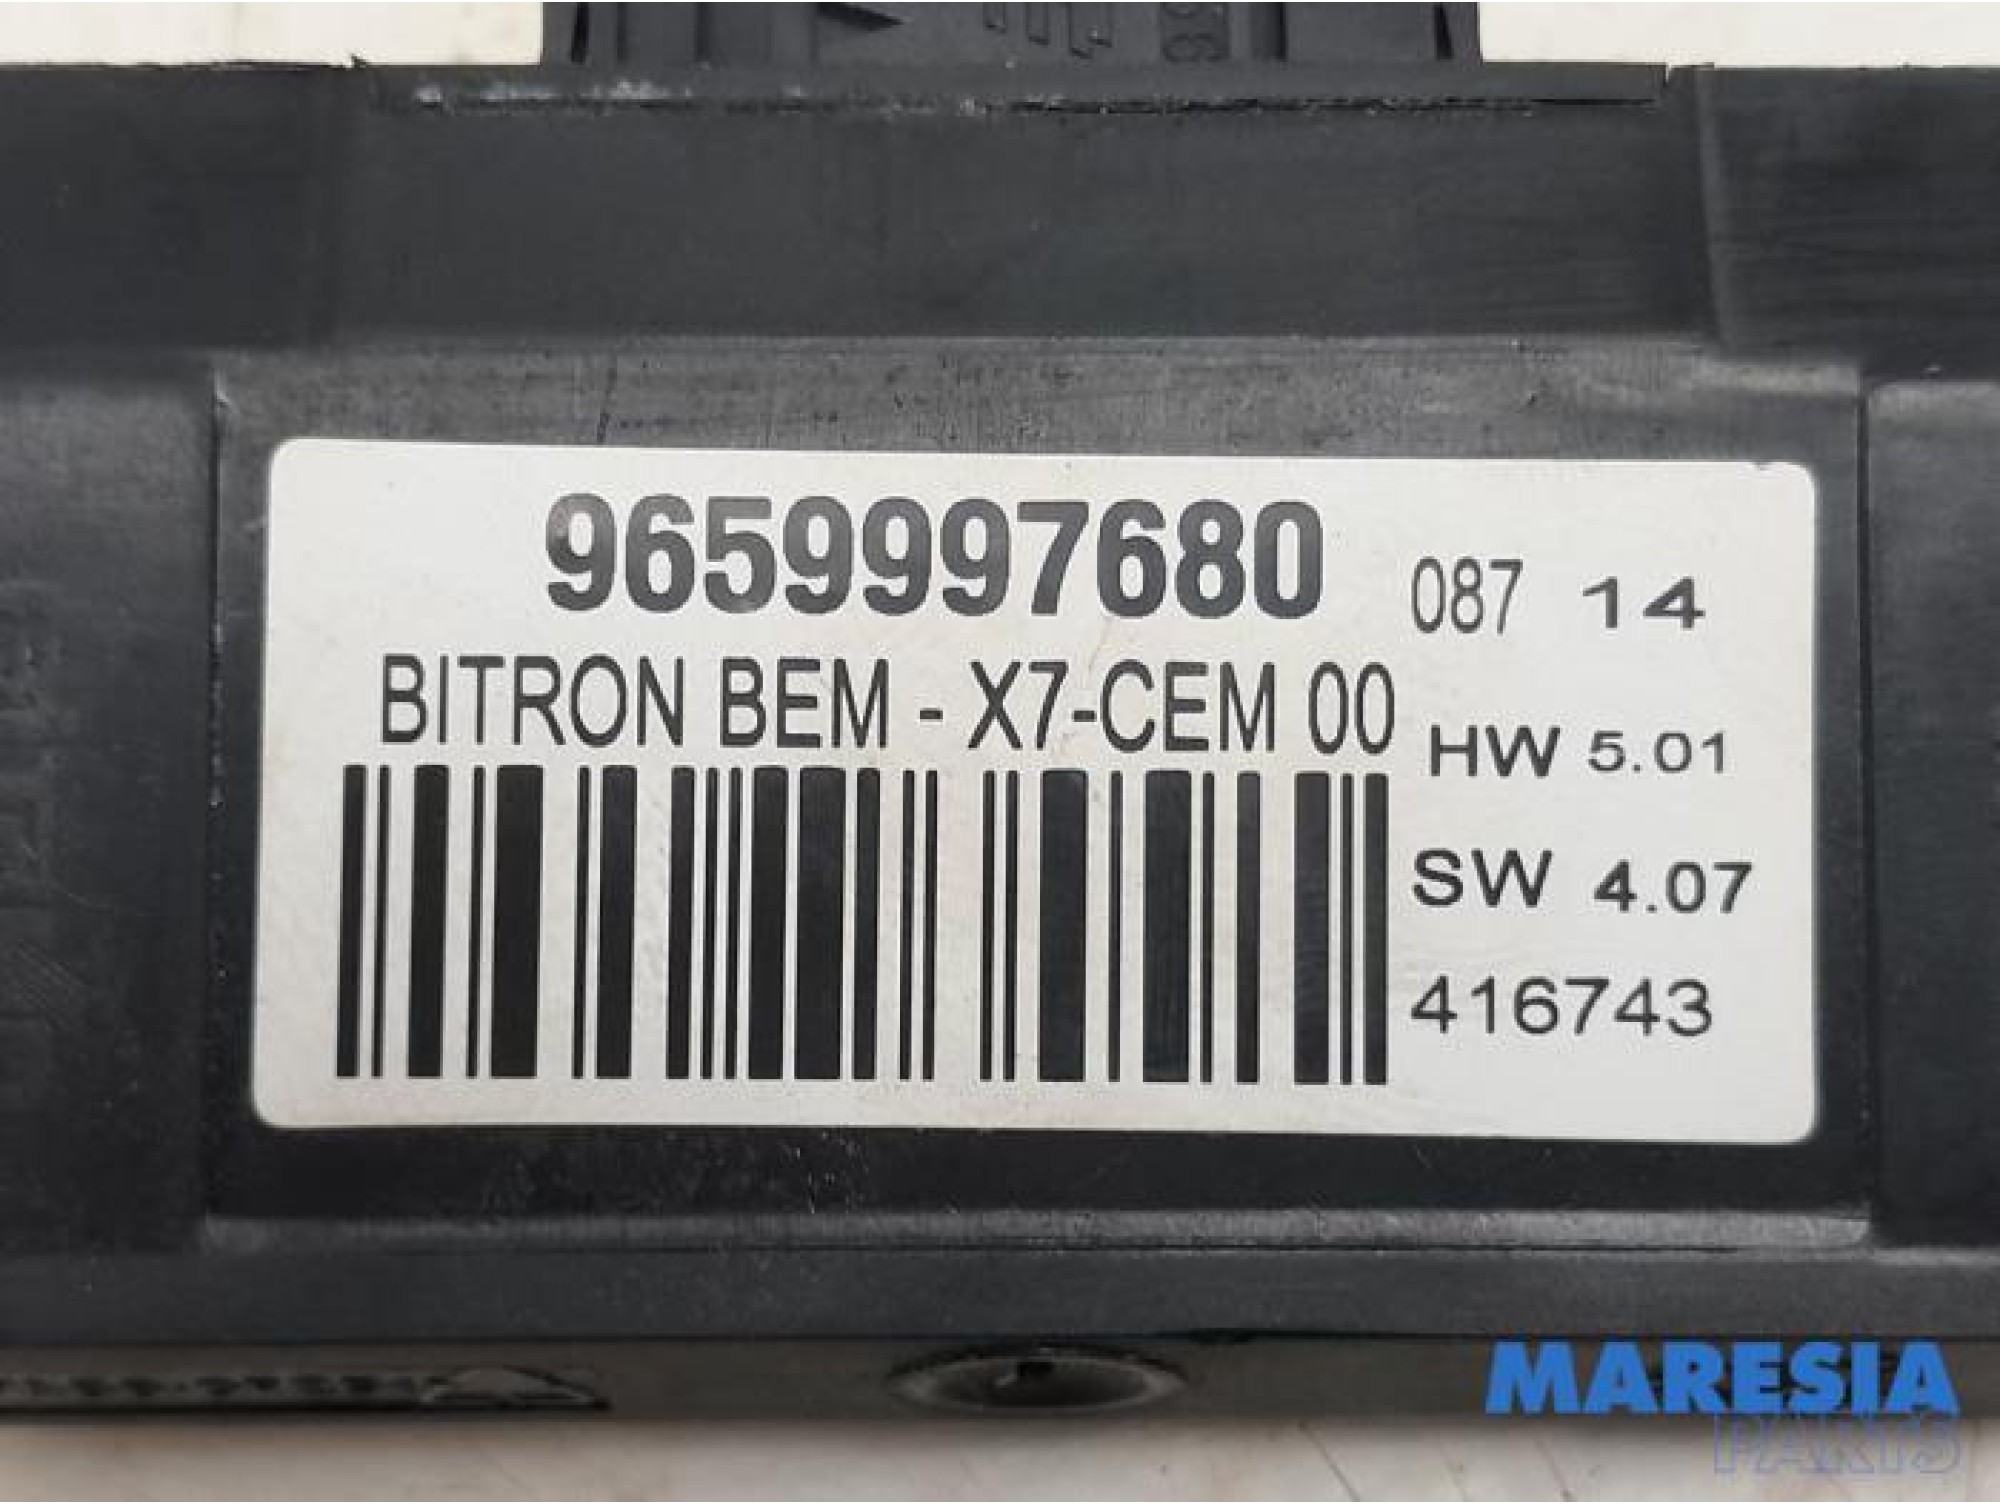 9659997680
087 14
BITRON BEM - X7-CEM 00
HW 5.01
SW 4.07
416743
MARESIA
PARTS